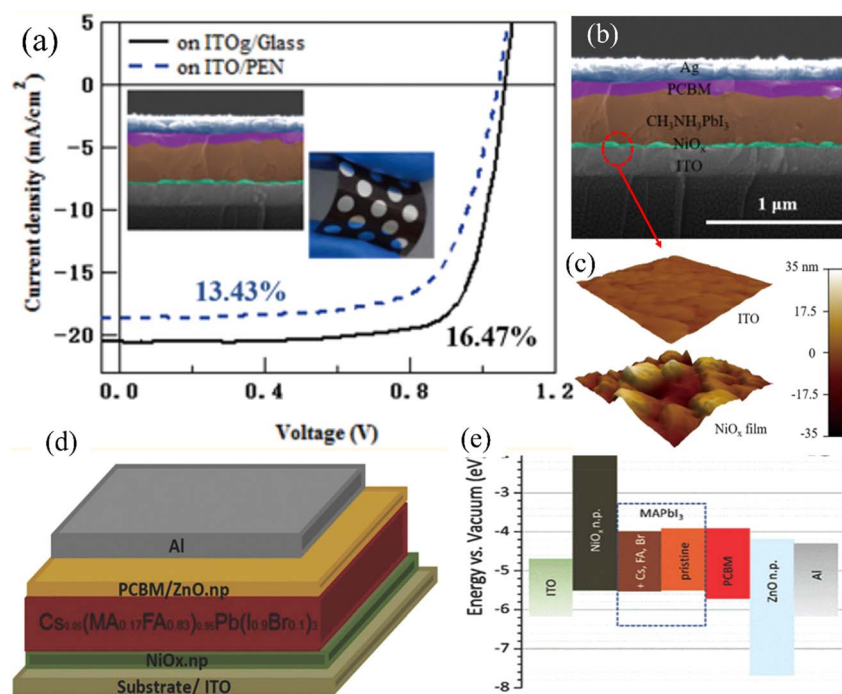 (a)
on ITOg/Glass
on ITO/PEN
Current density (mA/cm²)
5
0
-5
-10
-15
-20
13.43%
16.47%
-0.0
0.4
0.8
1.2
Voltage (V)
(b)
Ag
PCBM
CH₃NH₃PbI₃
NiOₓ
ITO
1 μm
(c)
ITO
NiOₓ film
35 nm
17.5
0
-17.5
-35
(d)
Al
PCBM/ZnO.np
Cs₀.₀₅(MA₀.₁₇FA₀.₈₃)₀.₉₅Pb(I₀.₉Br₀.₁)₃
NiOx.np
Substrate/ ITO
(e)
Energy vs. Vacuum (eV)
-3
-4
-5
-6
-7
-8
ITO
NiOₓ n.p.
MAPbI₃
+ Cs, FA, Br
pristine
PCBM
ZnO n.p.
Al